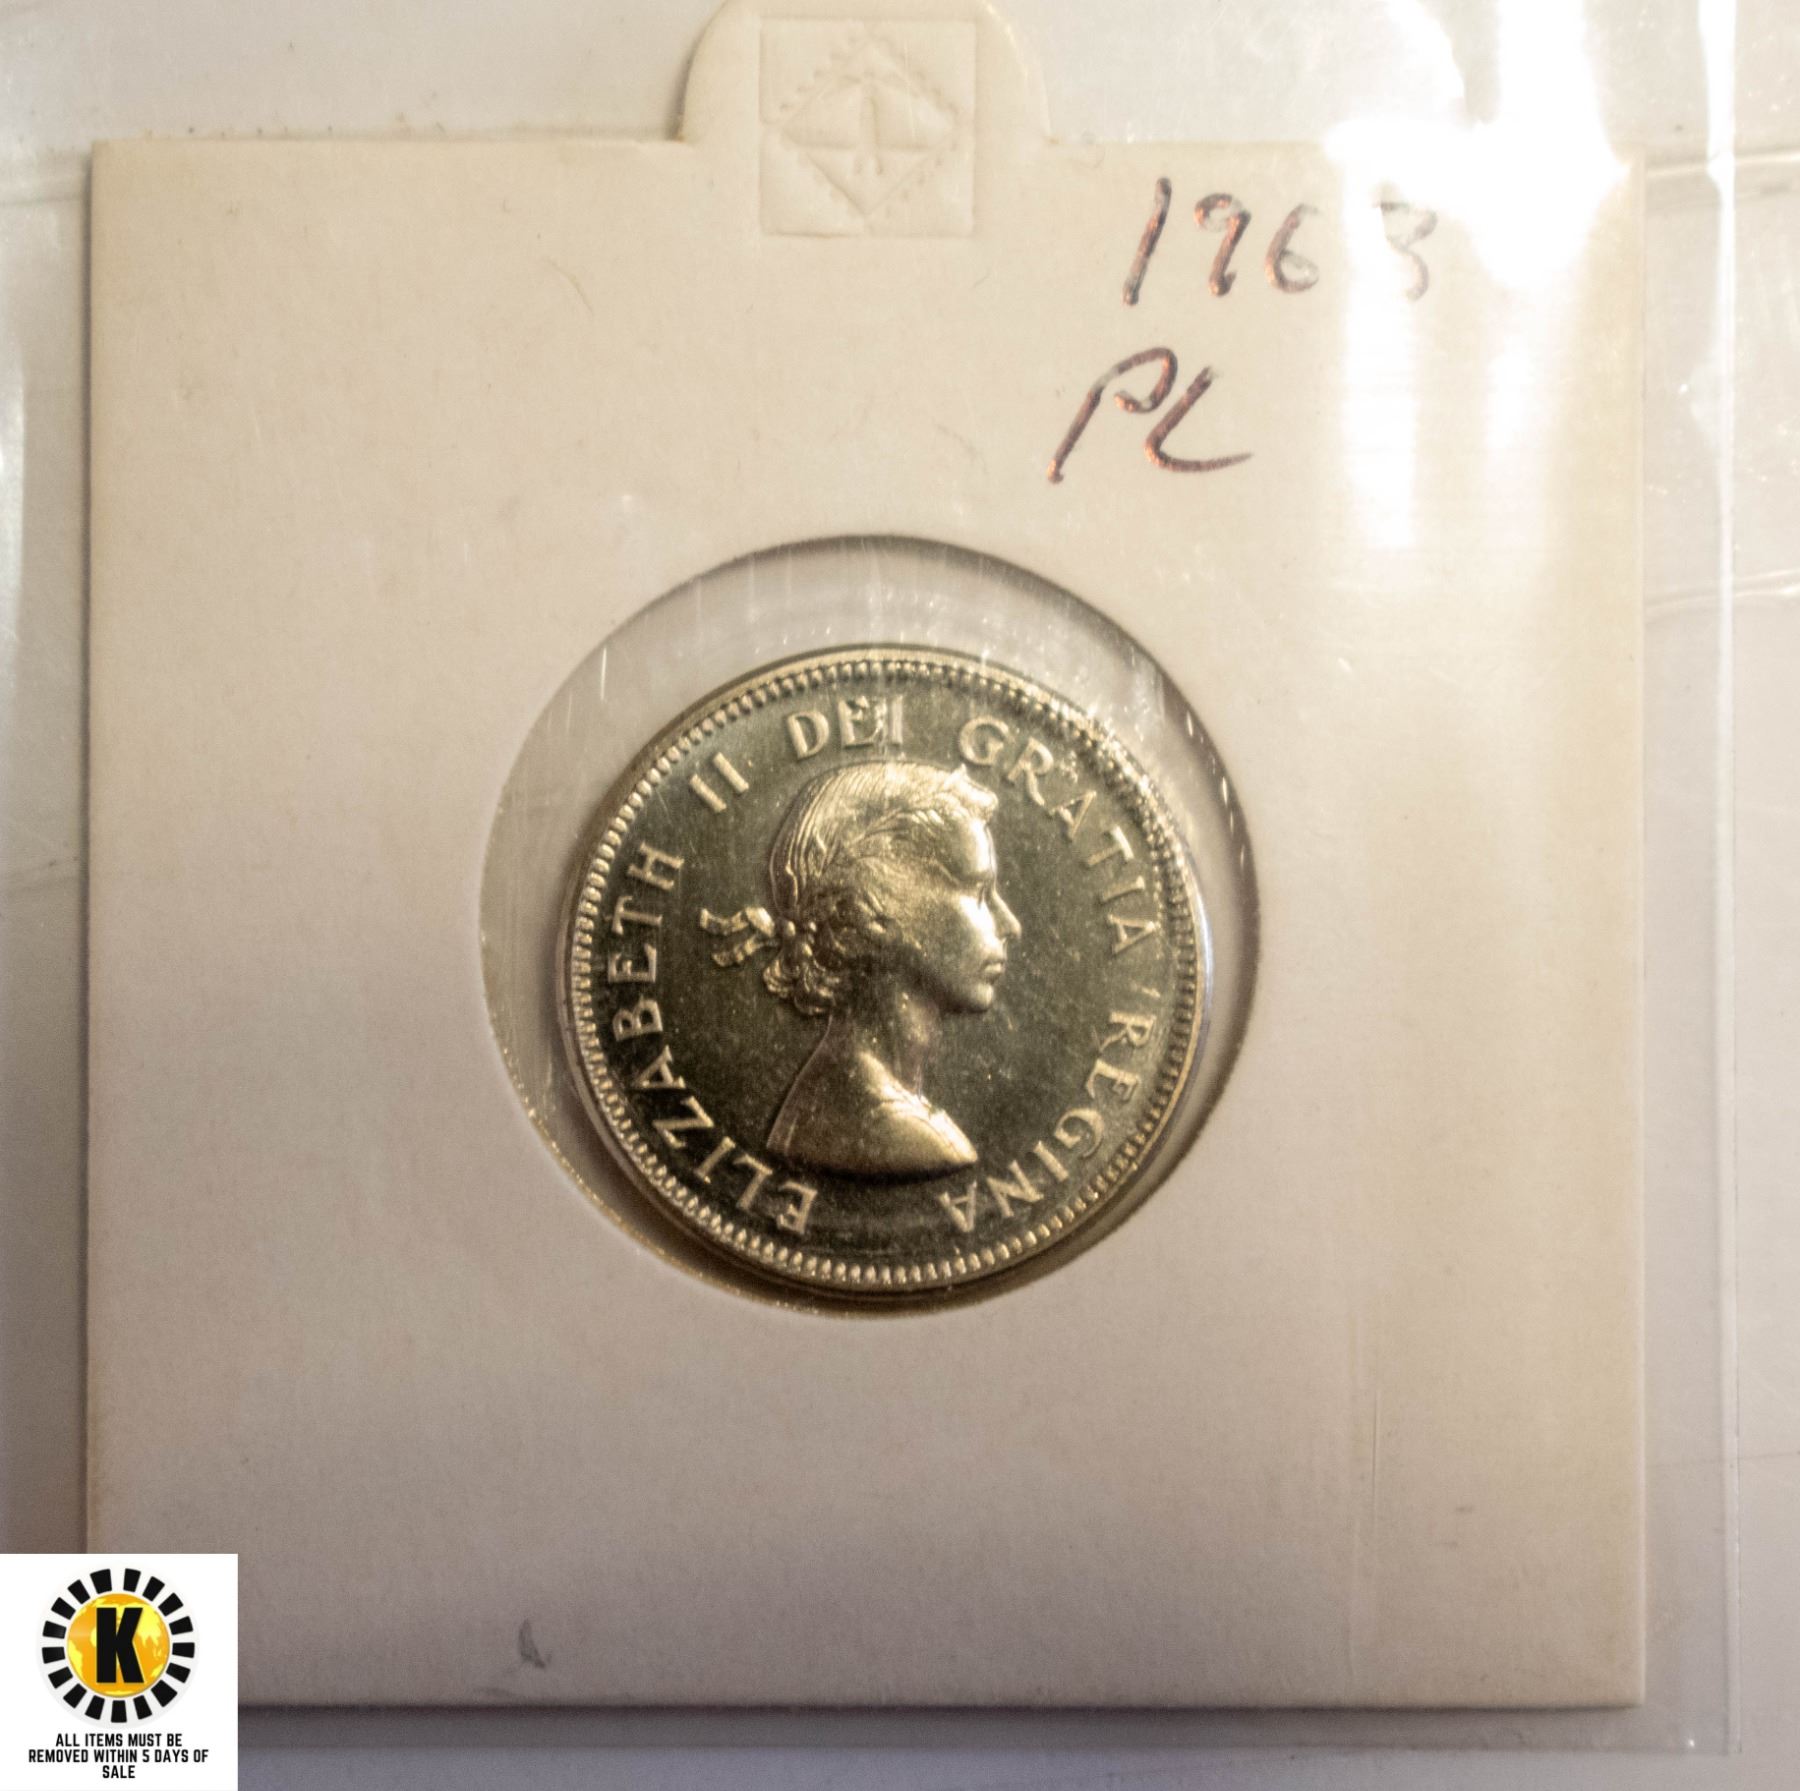 1963
PL
ELIZABETH II DEI GRATIA REGINA
K
ALL ITEMS MUST BE
REMOVED WITHIN 5 DAYS OF
SALE